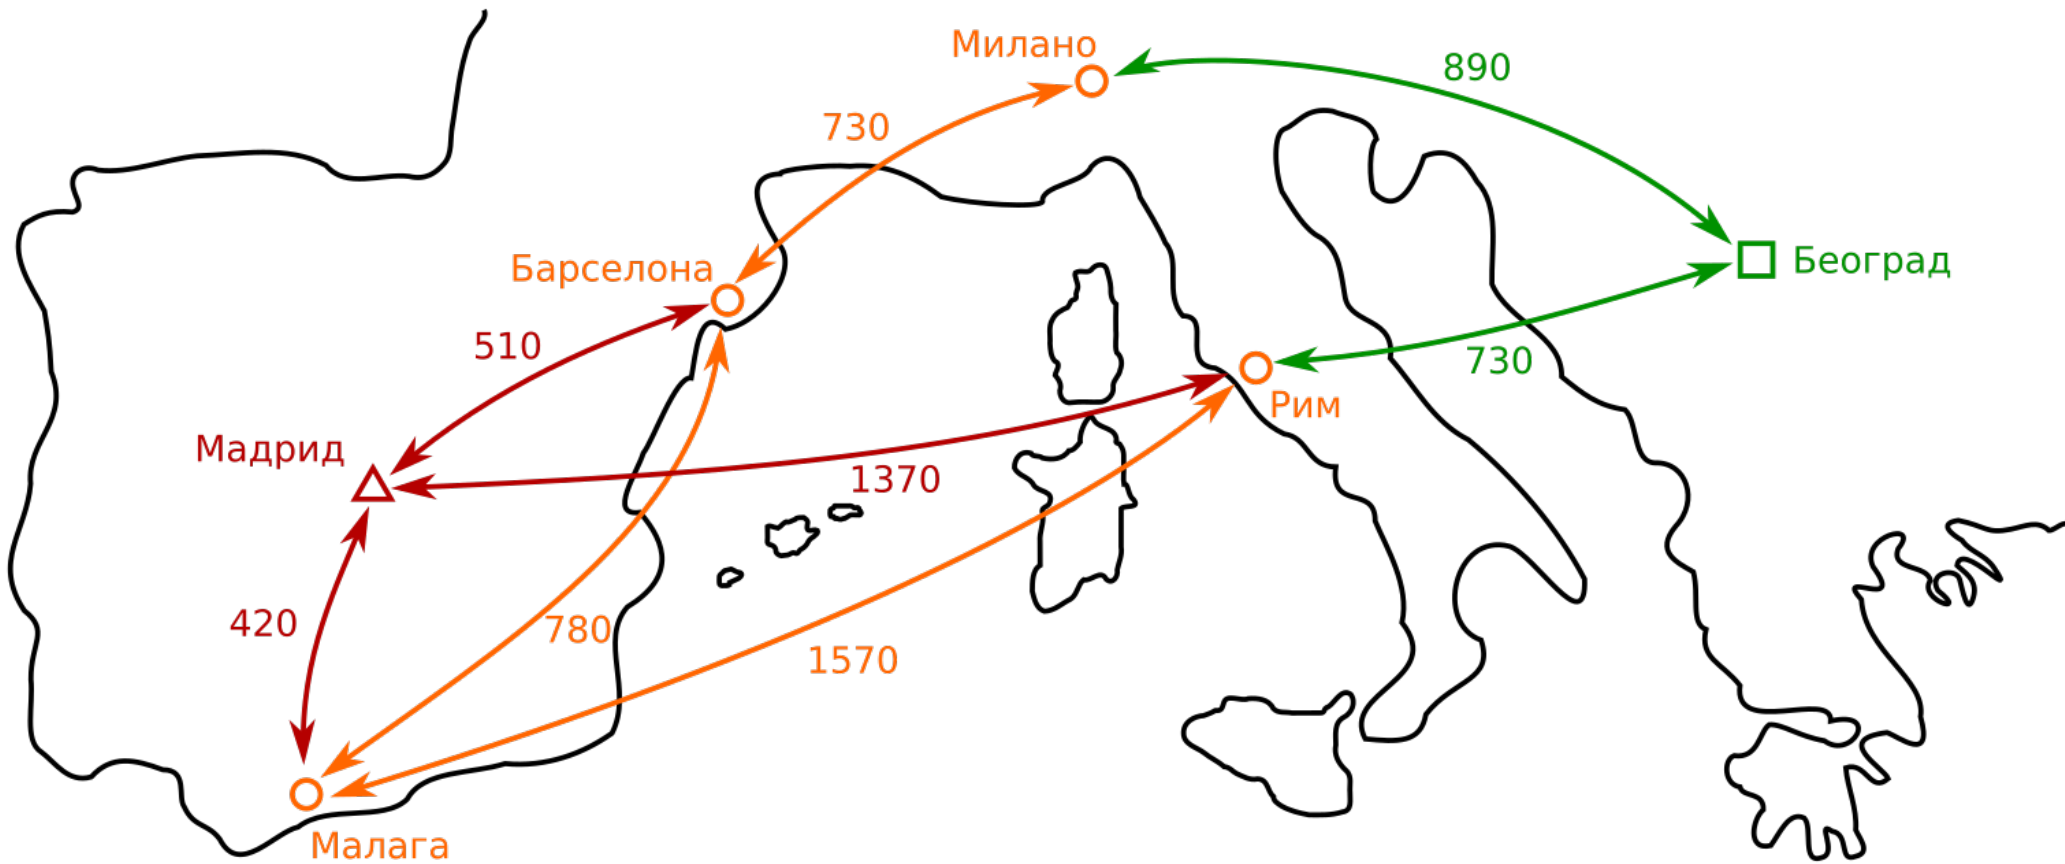 Милано
890
730
Барселона
Београд
510
730
Рим
Мадрид
1370
420
780
1570
Малага